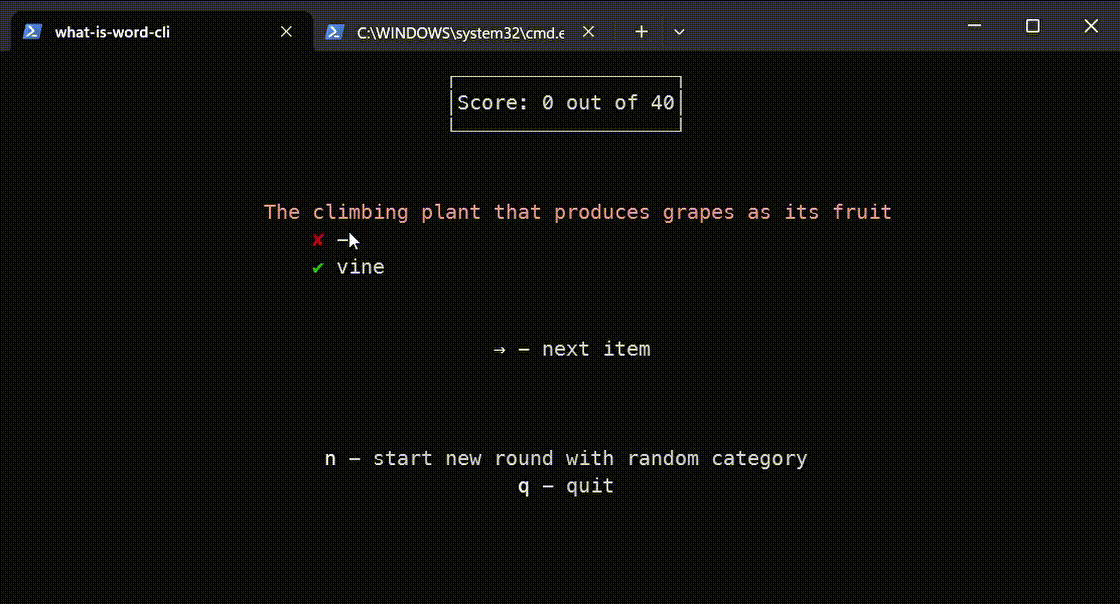 what-is-word-cli
C:\WINDOWS\system32\cmd.e
Score: 0 out of 40
The climbing plant that produces grapes as its fruit
✘ —
✔ vine
→ — next item
n — start new round with random category
q — quit